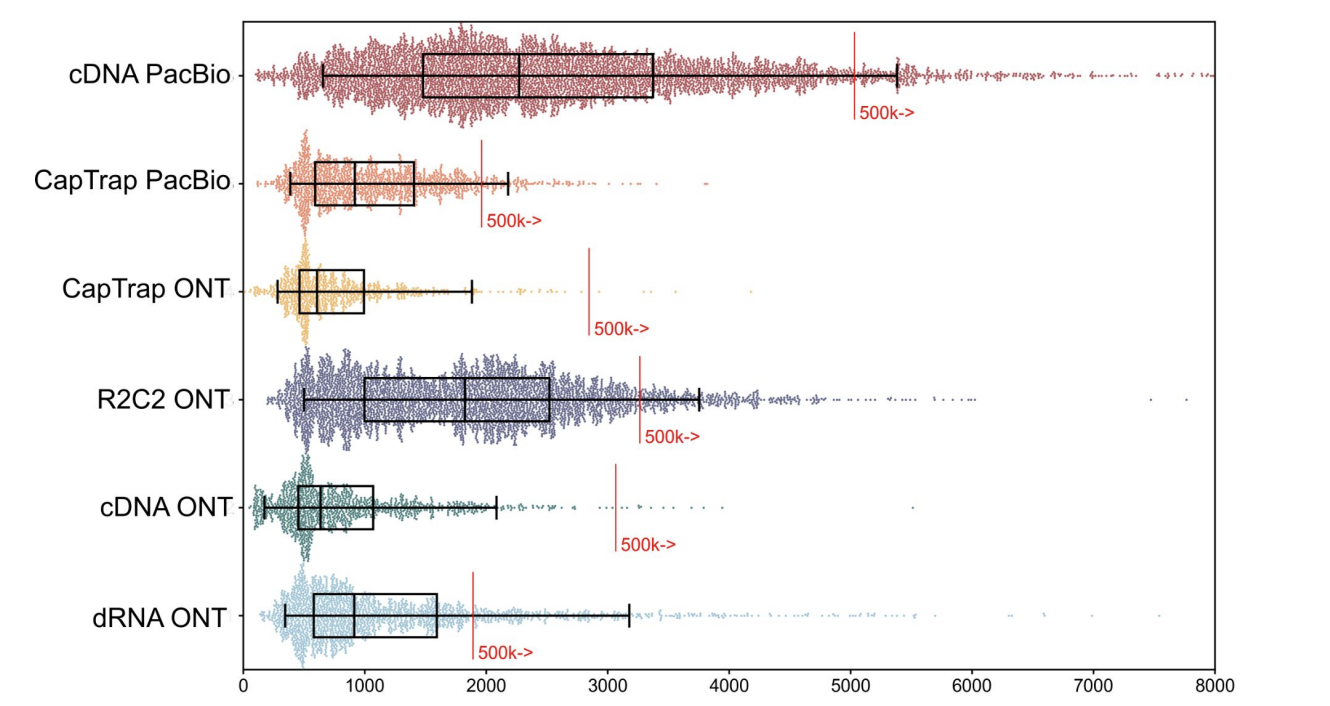 cDNA PacBio
500k->
CapTrap PacBio
500k->
CapTrap ONT
500k->
R2C2 ONT
500k->
cDNA ONT
500k->
dRNA ONT
500k->
0 1000 2000 3000 4000 5000 6000 7000 8000